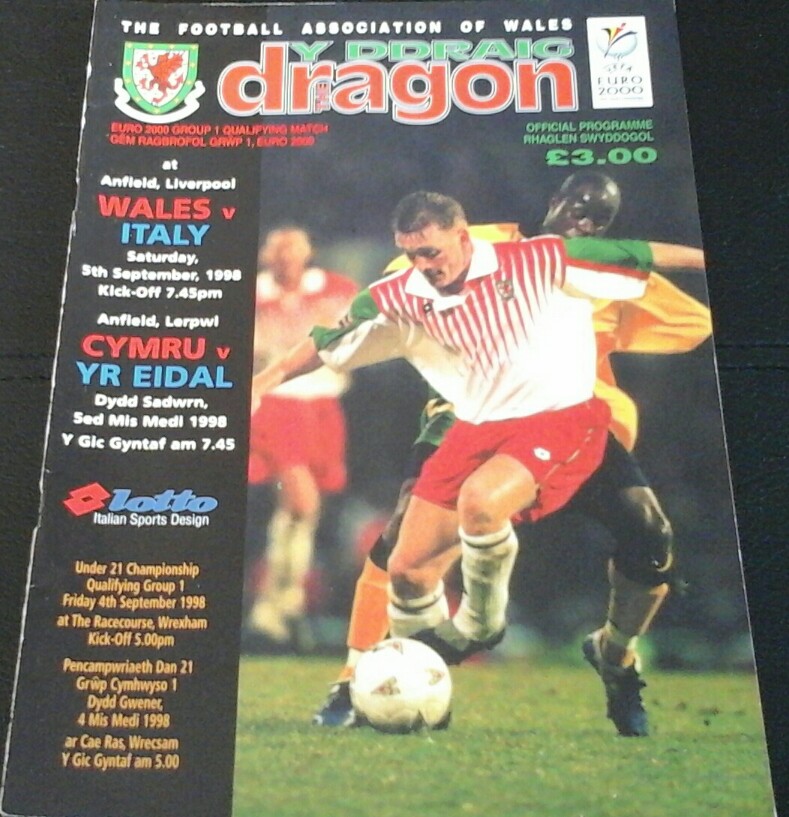 THE FOOTBALL ASSOCIATION OF WALES
Y DDRAIG
the dragon
EURO 2000
EURO 2000 GROUP 1 QUALIFYING MATCH
GÊM RAGBROFOL GRŴP 1, EURO 2000
OFFICIAL PROGRAMME
RHAGLEN SWYDDOGOL
£3.00
at
Anfield, Liverpool
WALES v
ITALY
Saturday,
5th September, 1998
Kick-Off 7.45pm
Anfield, Lerpwl
CYMRU v
YR EIDAL
Dydd Sadwrn,
5ed Mis Medi 1998
Y Gic Gyntaf am 7.45
lotto
Italian Sports Design
Under 21 Championship
Qualifying Group 1
Friday 4th September 1998
at The Racecourse, Wrexham
Kick-Off 5.00pm
Pencampwriaeth Dan 21
Grŵp Cymhwyso 1
Dydd Gwener,
4 Mis Medi 1998
ar Cae Ras, Wrecsam
Y Gic Gyntaf am 5.00